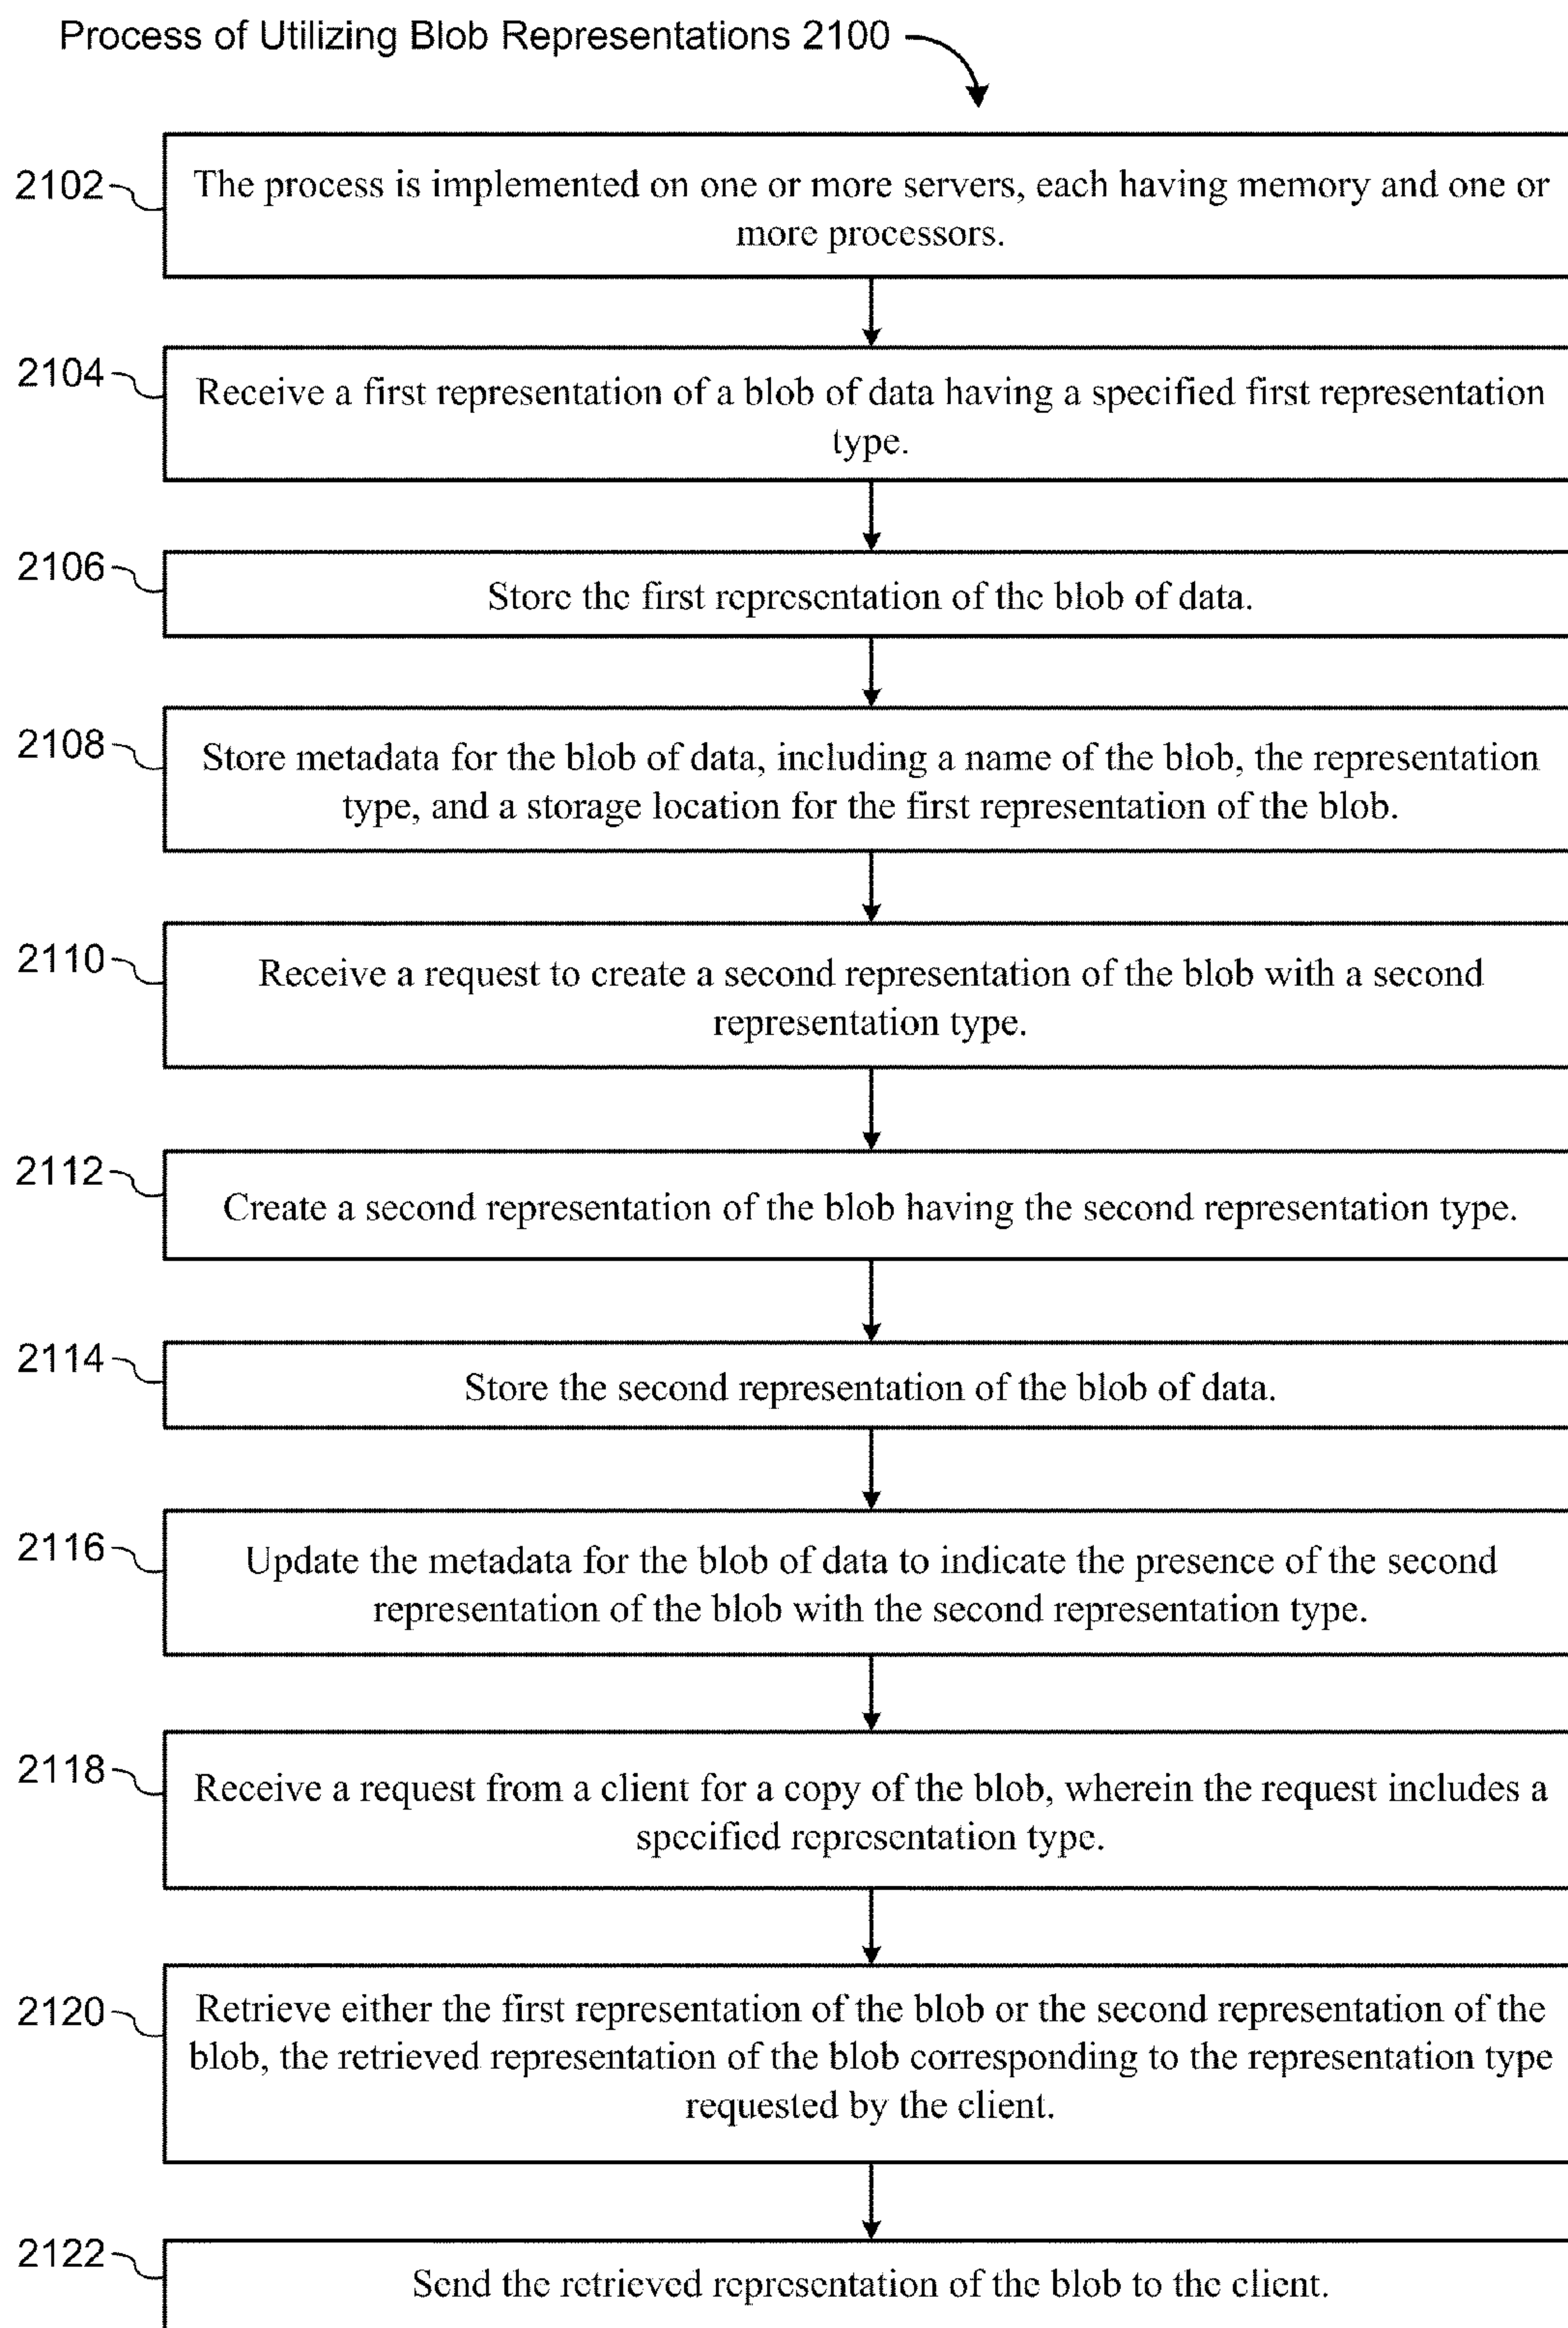 Process of Utilizing Blob Representations 2100
2102
The process is implemented on one or more servers, each having memory and one or
more processors.
2104
Receive a first representation of a blob of data having a specified first representation
type.
2106
Store the first representation of the blob of data.
2108
Store metadata for the blob of data, including a name of the blob, the representation
type, and a storage location for the first representation of the blob.
2110
Receive a request to create a second representation of the blob with a second
representation type.
2112
Create a second representation of the blob having the second representation type.
2114
Store the second representation of the blob of data.
2116
Update the metadata for the blob of data to indicate the presence of the second
representation of the blob with the second representation type.
2118
Receive a request from a client for a copy of the blob, wherein the request includes a
specified representation type.
2120
Retrieve either the first representation of the blob or the second representation of the
blob, the retrieved representation of the blob corresponding to the representation type
requested by the client.
2122
Send the retrieved representation of the blob to the client.